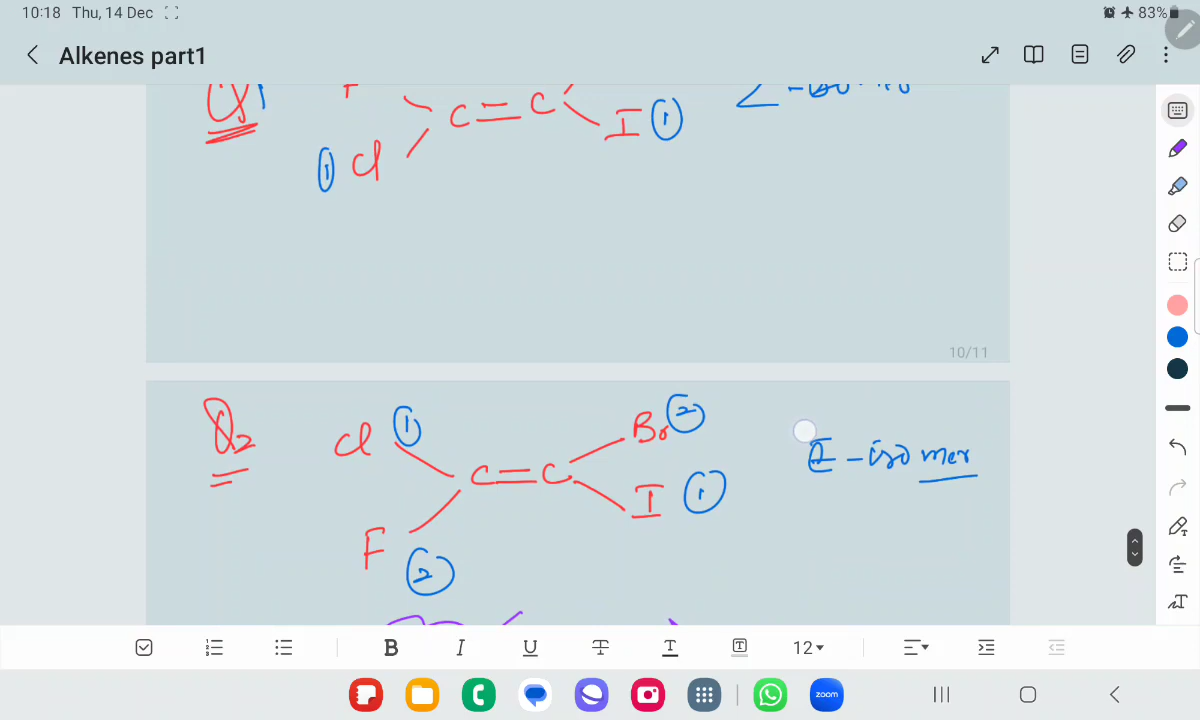 10:18 Thu, 14 Dec 83%
Alkenes part1
Q1 F C=C I ①
① Cl
10/11
Q2 Cl ① C=C Br ② E-isomer
I ①
F ②
B I U T T T 12
zoom